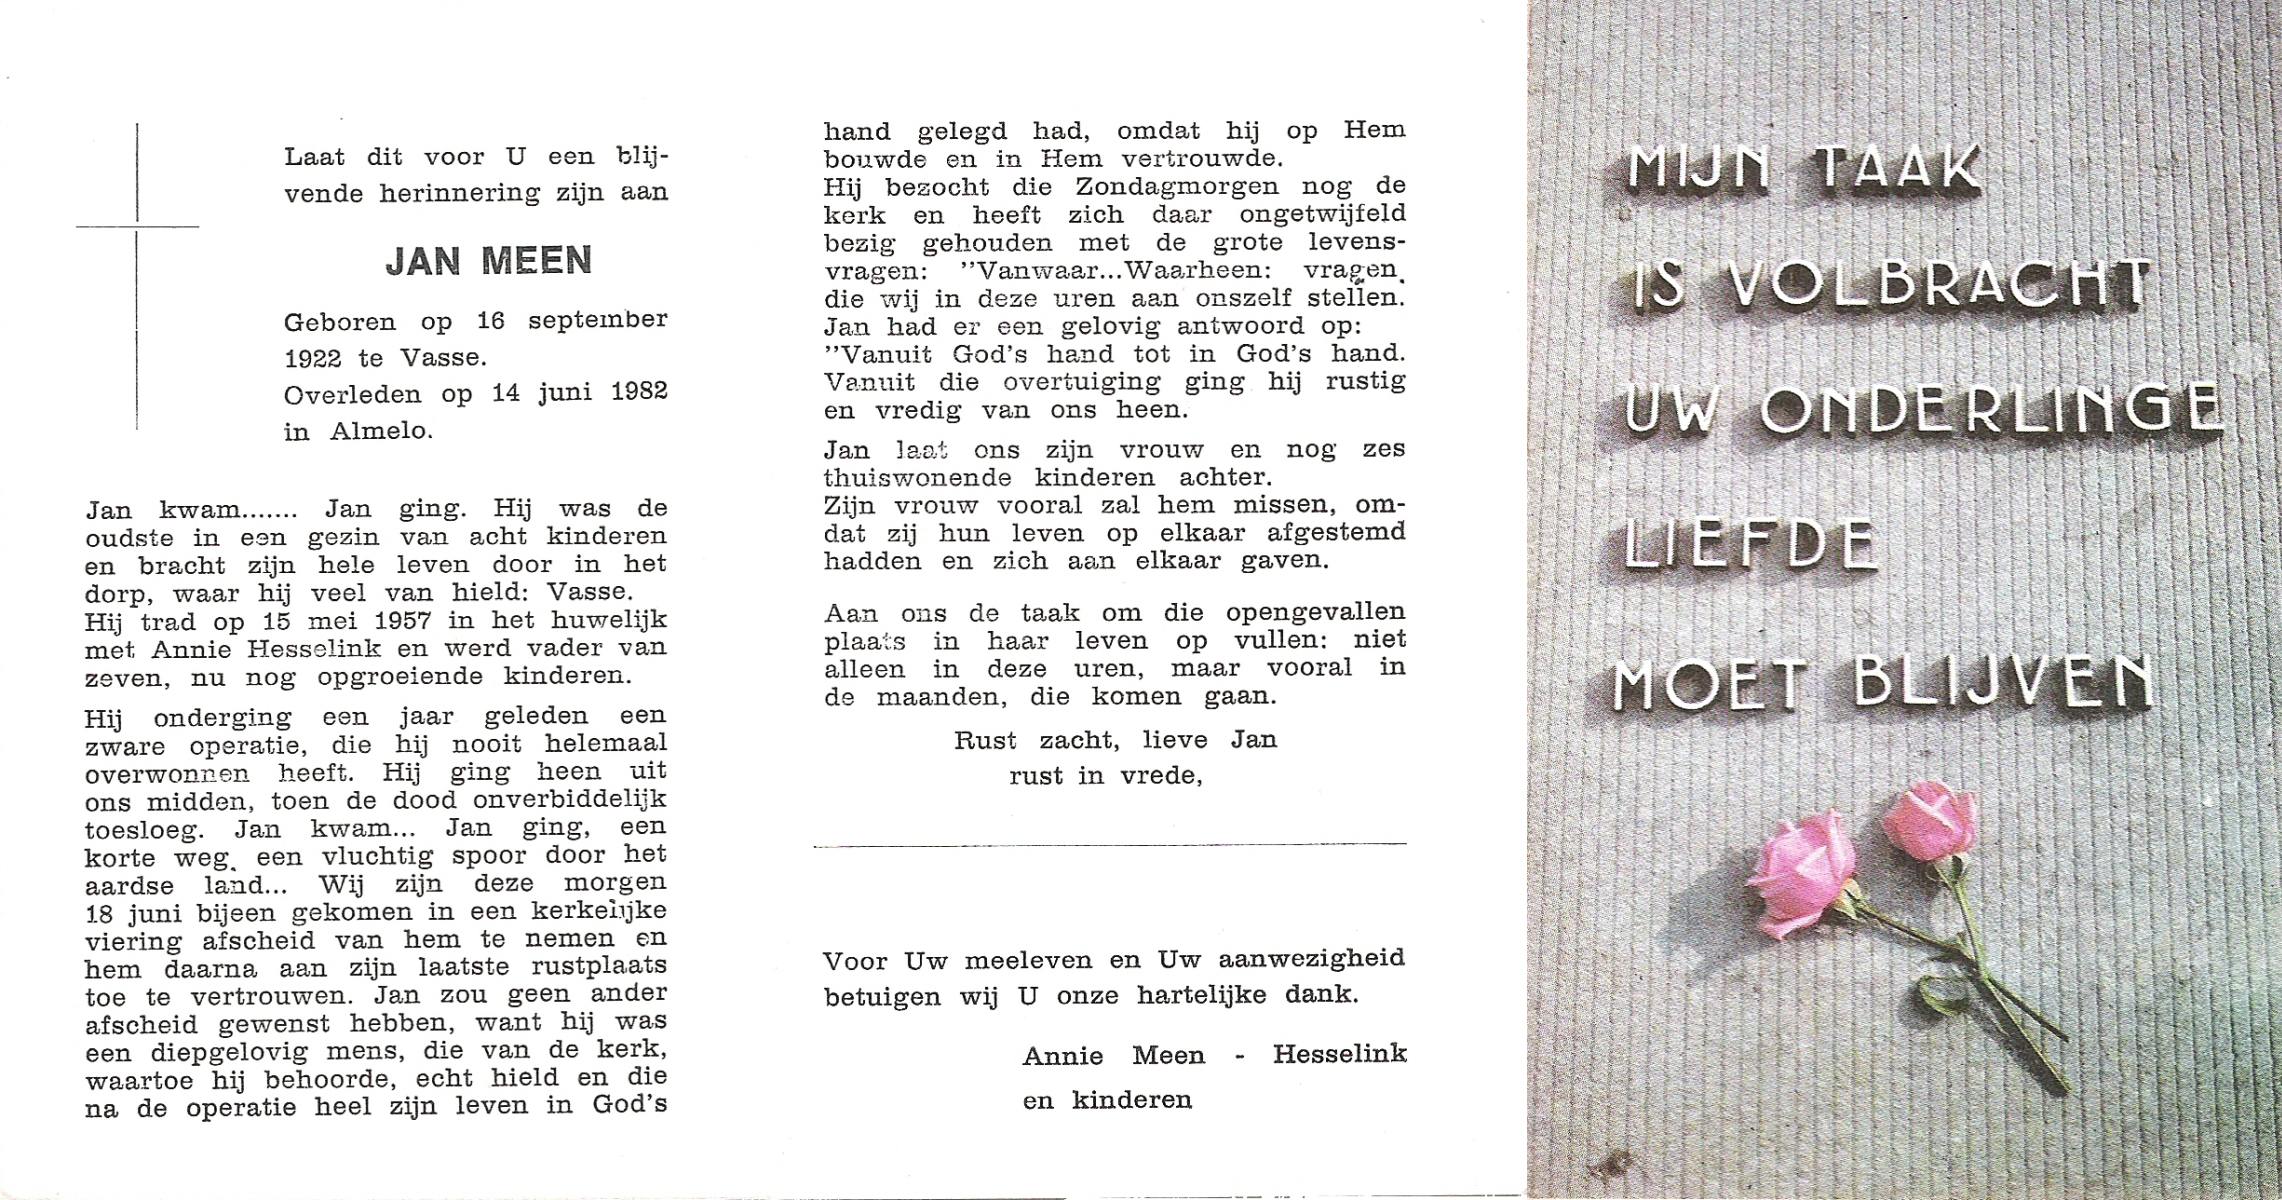 Laat dit voor U een blij-
vende herinnering zijn aan
JAN MEEN
Geboren op 16 september
1922 te Vasse.
Overleden op 14 juni 1982
in Almelo.
Jan kwam....... Jan ging. Hij was de
oudste in een gezin van acht kinderen
en bracht zijn hele leven door in het
dorp, waar hij veel van hield: Vasse.
Hij trad op 15 mei 1957 in het huwelijk
met Annie Hesselink en werd vader van
zeven, nu nog opgroeiende kinderen.
Hij onderging een jaar geleden een
zware operatie, die hij nooit helemaal
overwonnen heeft. Hij ging heen uit
ons midden, toen de dood onverbiddelijk
toesloeg. Jan kwam... Jan ging, een
korte weg, een vluchtig spoor door het
aardse land... Wij zijn deze morgen
18 juni bijeen gekomen in een kerkelijke
viering afscheid van hem te nemen en
hem daarna aan zijn laatste rustplaats
toe te vertrouwen. Jan zou geen ander
afscheid gewenst hebben, want hij was
een diepgelovig mens, die van de kerk,
waartoe hij behoorde, echt hield en die
na de operatie heel zijn leven in God's
hand gelegd had, omdat hij op Hem
bouwde en in Hem vertrouwde.
Hij bezocht die Zondagmorgen nog de
kerk en heeft zich daar ongetwijfeld
bezig gehouden met de grote levens-
vragen: "Vanwaar...Waarheen: vragen,
die wij in deze uren aan onszelf stellen.
Jan had er een gelovig antwoord op:
"Vanuit God's hand tot in God's hand.
Vanuit die overtuiging ging hij rustig
en vredig van ons heen.
Jan laat ons zijn vrouw en nog zes
thuiswonende kinderen achter.
Zijn vrouw vooral zal hem missen, om-
dat zij hun leven op elkaar afgestemd
hadden en zich aan elkaar gaven.
Aan ons de taak om die opengevallen
plaats in haar leven op vullen: niet
alleen in deze uren, maar vooral in
de maanden, die komen gaan.
Rust zacht, lieve Jan
rust in vrede,
Voor Uw meeleven en Uw aanwezigheid
betuigen wij U onze hartelijke dank.
Annie Meen - Hesselink
en kinderen
MIJN TAAK
IS VOLBRACHT
UW ONDERLINGE
LIEFDE
MOET BLIJVEN